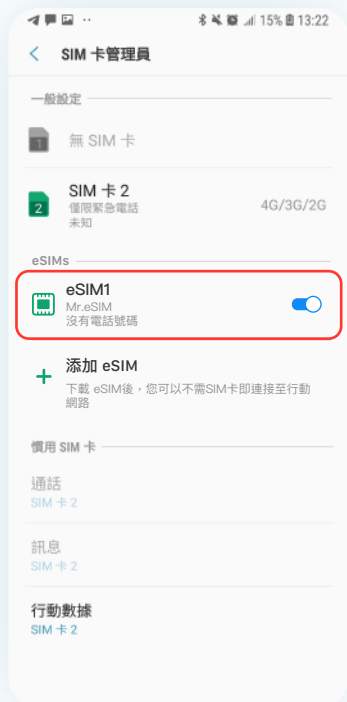 15% 13:22
SIM 卡管理員
一般設定
1
無 SIM 卡
2
SIM 卡 2
僅限緊急電話
未知
4G/3G/2G
eSIMs
eSIM1
Mr.eSIM
沒有電話號碼
添加 eSIM
下載 eSIM後，您可以不需SIM卡即連接至行動
網路
慣用 SIM 卡
通話
SIM 卡 2
訊息
SIM 卡 2
行動數據
SIM 卡 2